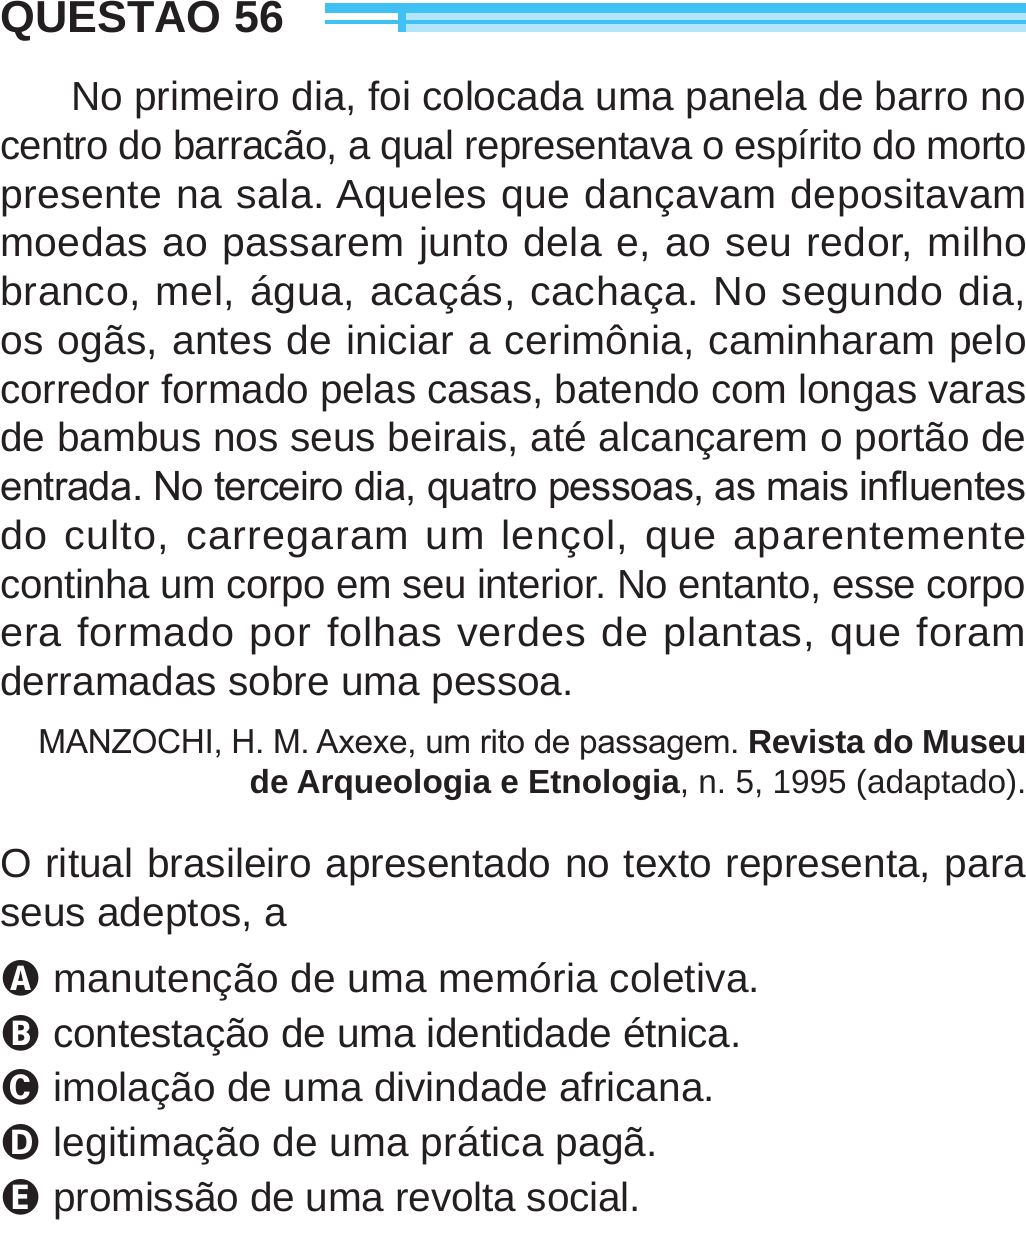 QUESTÃO 56
No primeiro dia, foi colocada uma panela de barro no
centro do barracão, a qual representava o espírito do morto
presente na sala. Aqueles que dançavam depositavam
moedas ao passarem junto dela e, ao seu redor, milho
branco, mel, água, acaçás, cachaça. No segundo dia,
os ogãs, antes de iniciar a cerimônia, caminharam pelo
corredor formado pelas casas, batendo com longas varas
de bambus nos seus beirais, até alcançarem o portão de
entrada. No terceiro dia, quatro pessoas, as mais influentes
do culto, carregaram um lençol, que aparentemente
continha um corpo em seu interior. No entanto, esse corpo
era formado por folhas verdes de plantas, que foram
derramadas sobre uma pessoa.
MANZOCHI, H. M. Axexe, um rito de passagem. Revista do Museu
de Arqueologia e Etnologia, n. 5, 1995 (adaptado).
O ritual brasileiro apresentado no texto representa, para
seus adeptos, a
A manutenção de uma memória coletiva.
B contestação de uma identidade étnica.
C imolação de uma divindade africana.
D legitimação de uma prática pagã.
E promissão de uma revolta social.